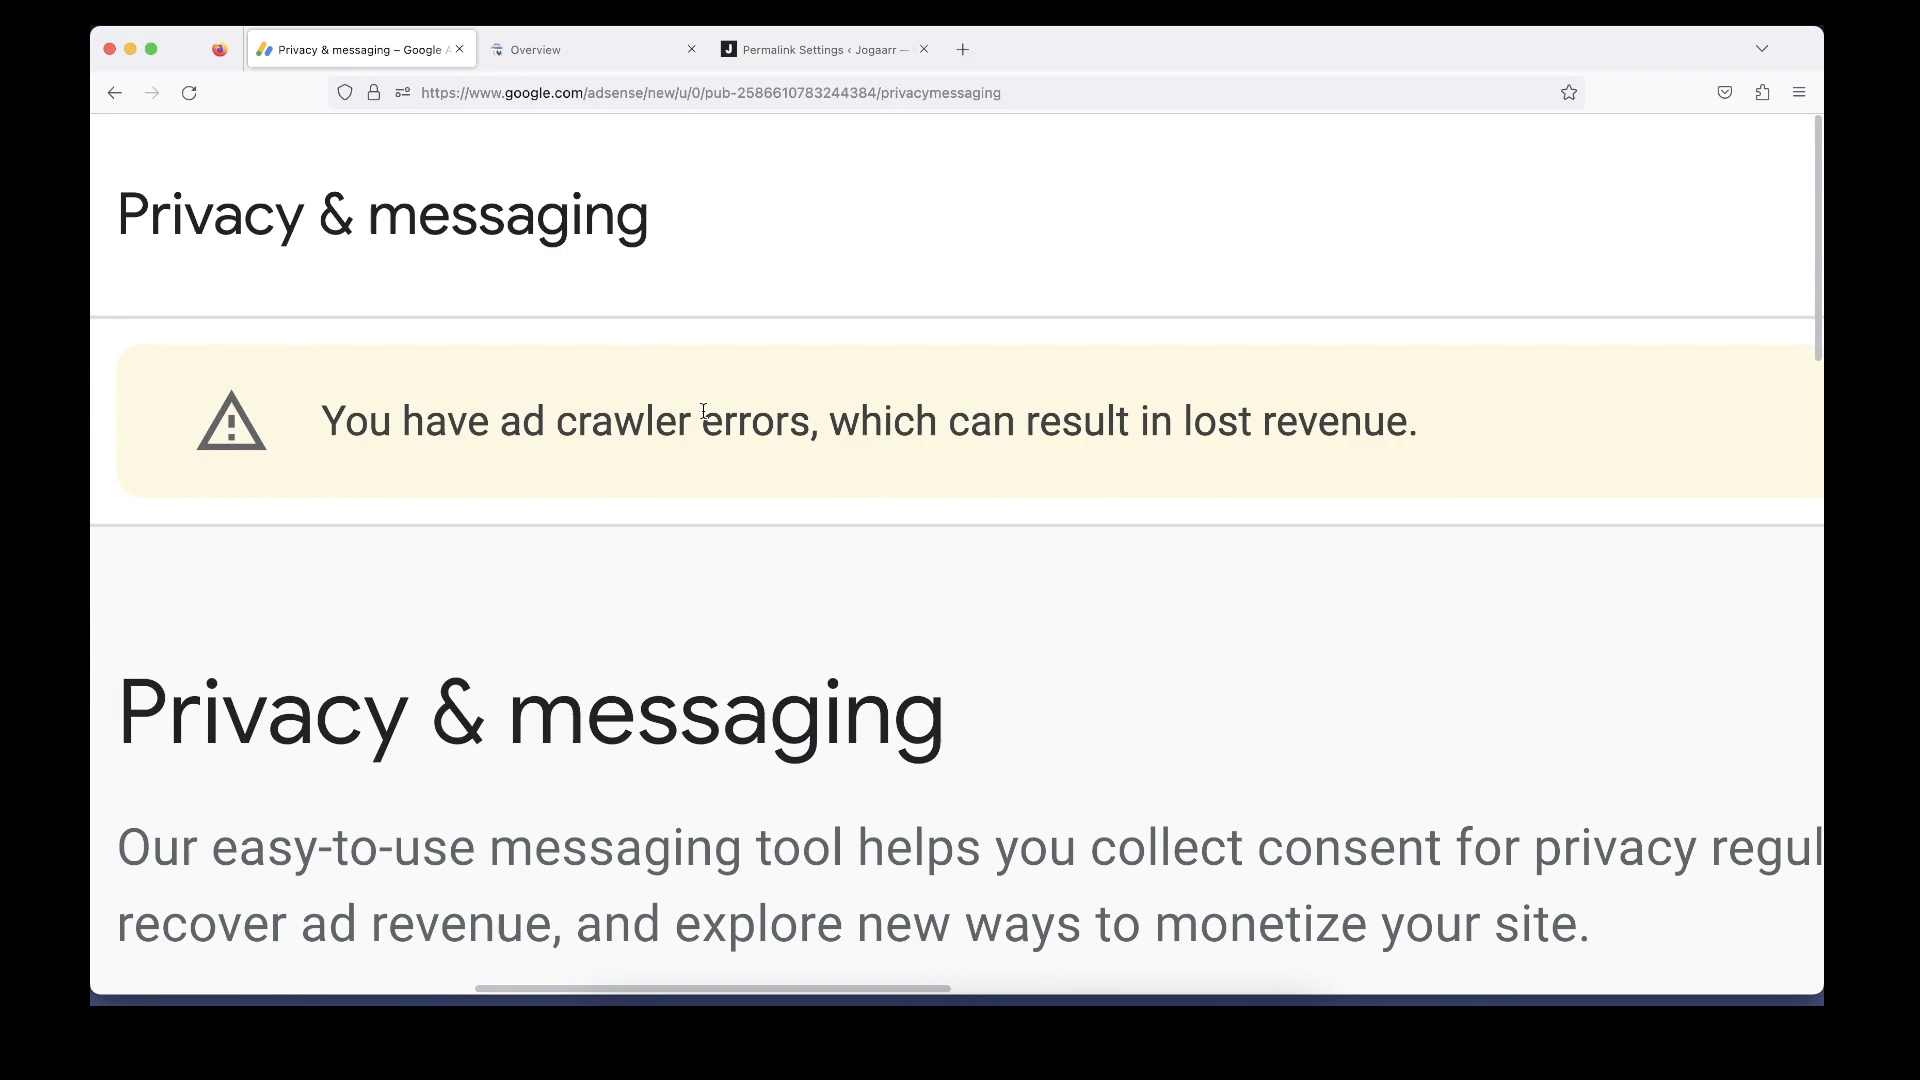 Privacy & messaging – Google A
Overview
J Permalink Settings ‹ Jogaarr —
https://www.google.com/adsense/new/u/0/pub-2586610783244384/privacymessaging
Privacy & messaging
You have ad crawler errors, which can result in lost revenue.
Privacy & messaging
Our easy-to-use messaging tool helps you collect consent for privacy regul
recover ad revenue, and explore new ways to monetize your site.